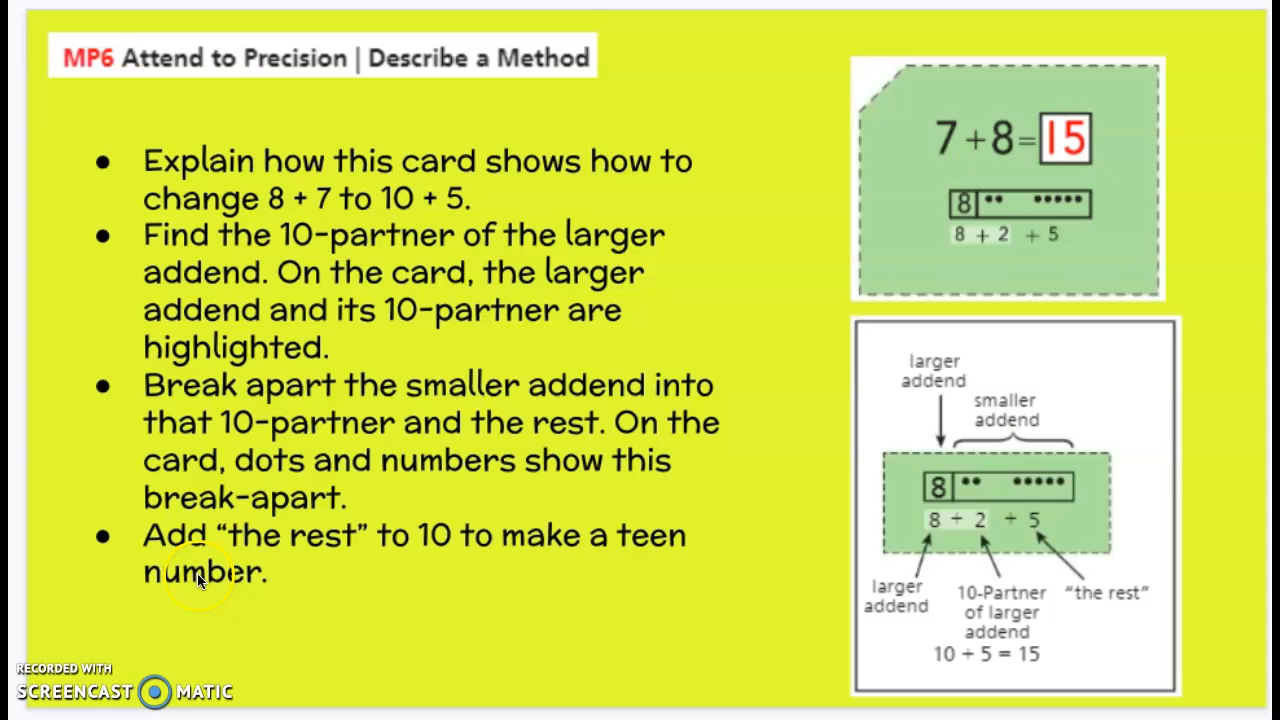 MP6 Attend to Precision | Describe a Method
● Explain how this card shows how to
change 8 + 7 to 10 + 5.
● Find the 10-partner of the larger
addend. On the card, the larger
addend and its 10-partner are
highlighted.
● Break apart the smaller addend into
that 10-partner and the rest. On the
card, dots and numbers show this
break-apart.
● Add “the rest” to 10 to make a teen
number.
7 + 8 = 15
8
8 + 2 + 5
larger
addend
smaller
addend
8
8 + 2 + 5
larger
addend
10-Partner
of larger
addend
“the rest”
10 + 5 = 15
RECORDED WITH
SCREENCAST MATIC